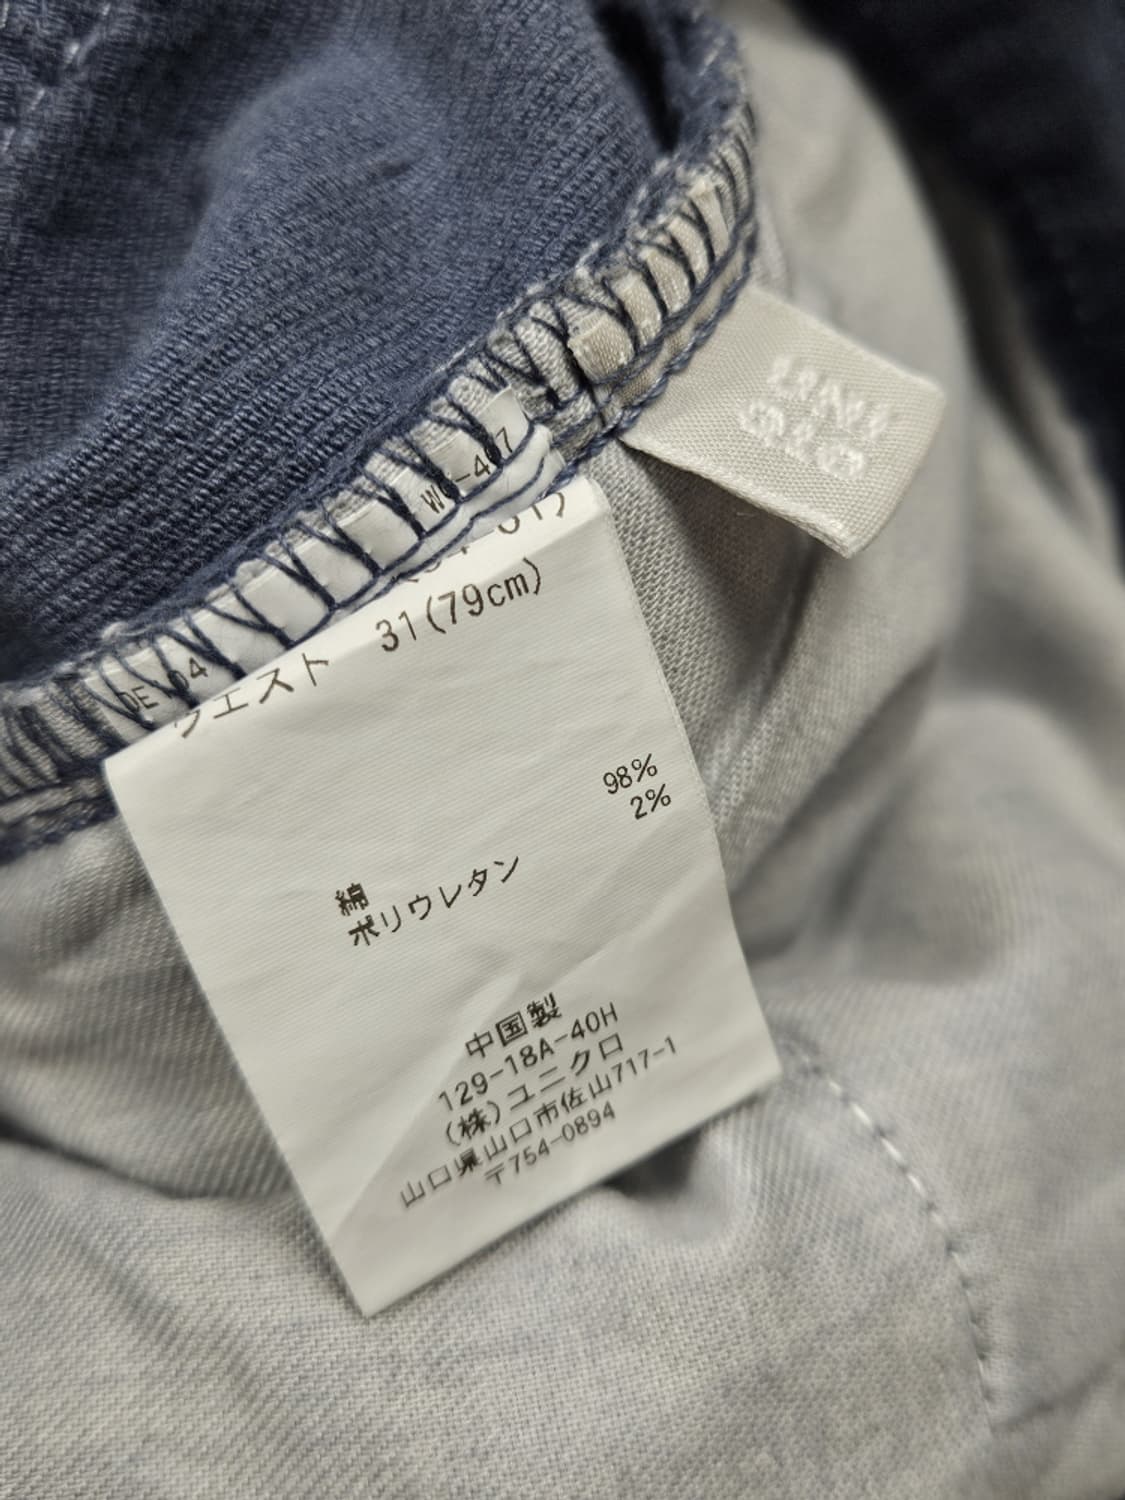 ウエスト 31(79cm)
98%
2%
綿
ポリウレタン
中国製
129-18A-40H
(株)ユニクロ
山口県山口市佐山717-1
〒754-0894